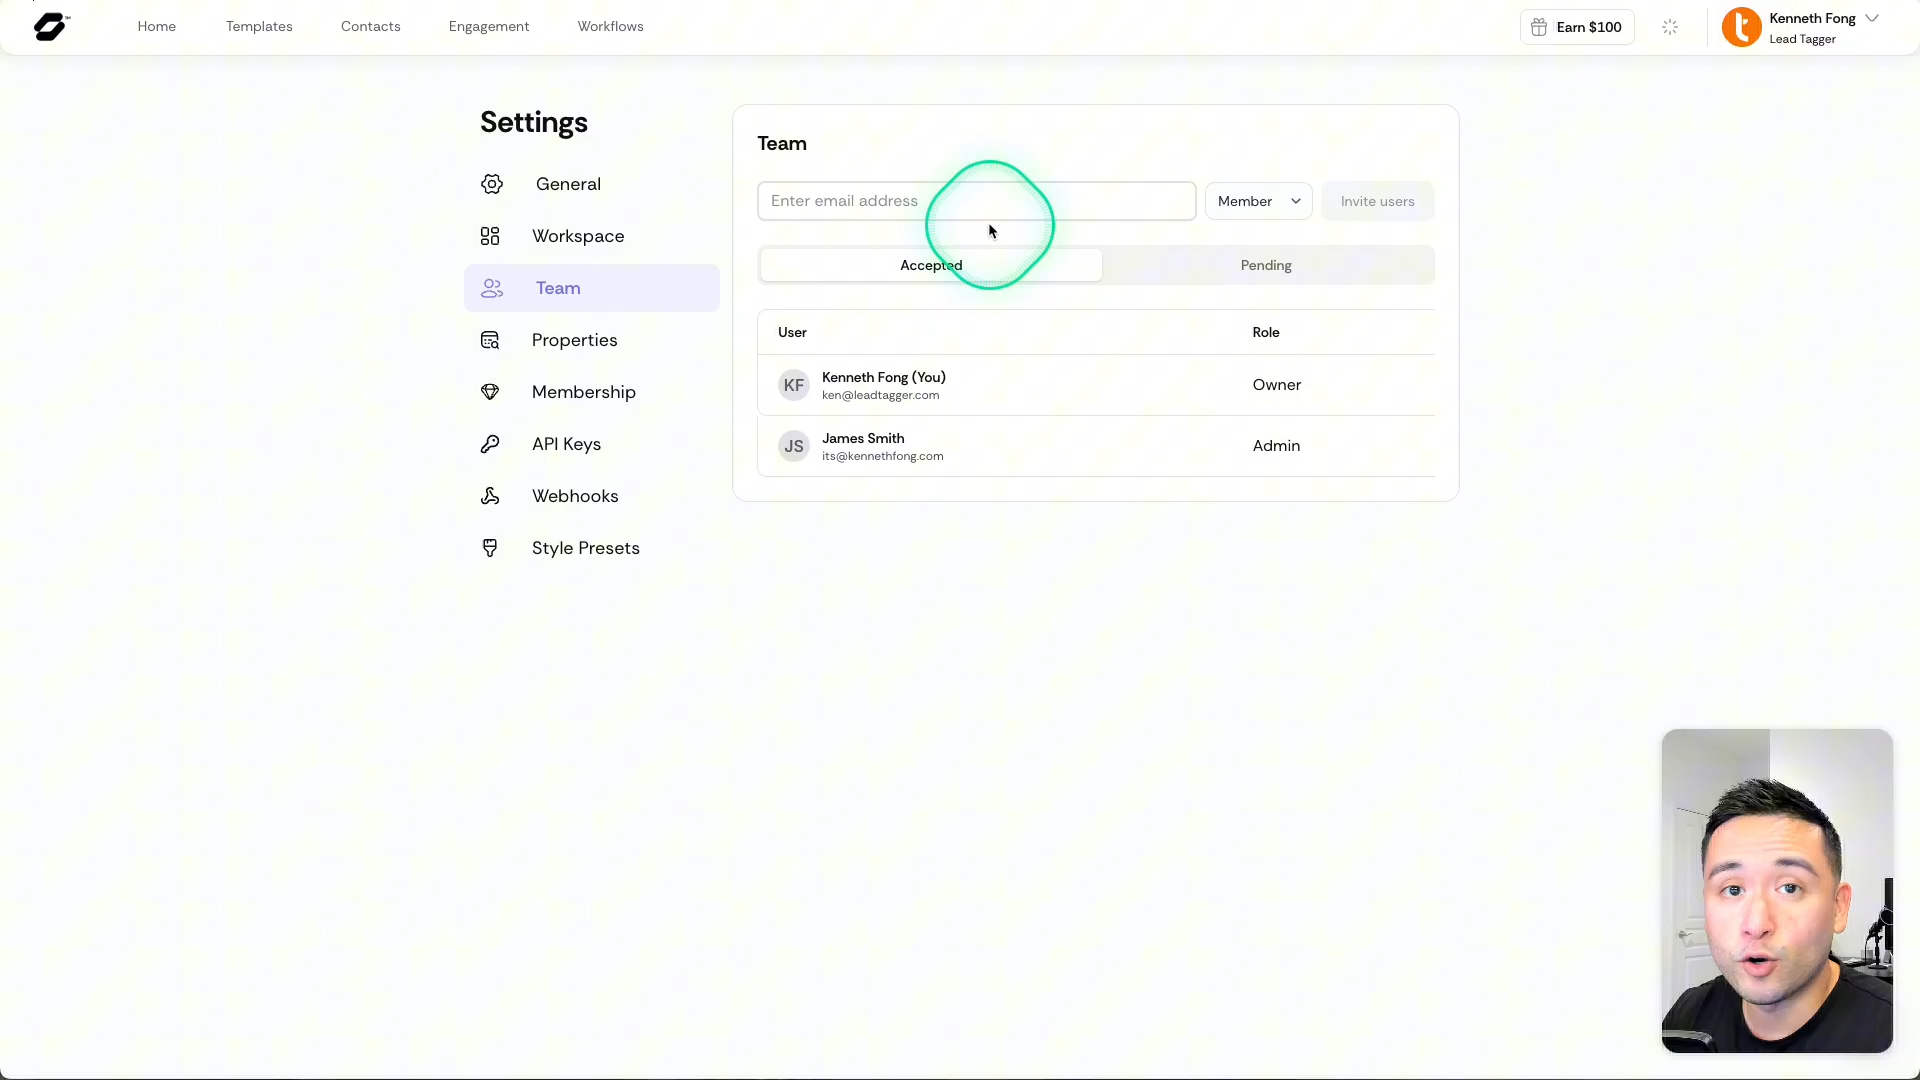 Home
Templates
Contacts
Engagement
Workflows
Earn $100
Kenneth Fong
Lead Tagger
Settings
General
Workspace
Team
Properties
Membership
API Keys
Webhooks
Style Presets
Team
Enter email address
Member
Invite users
Accepted
Pending
User
Role
KF
Kenneth Fong (You)
ken@leadtagger.com
Owner
JS
James Smith
its@kennethfong.com
Admin